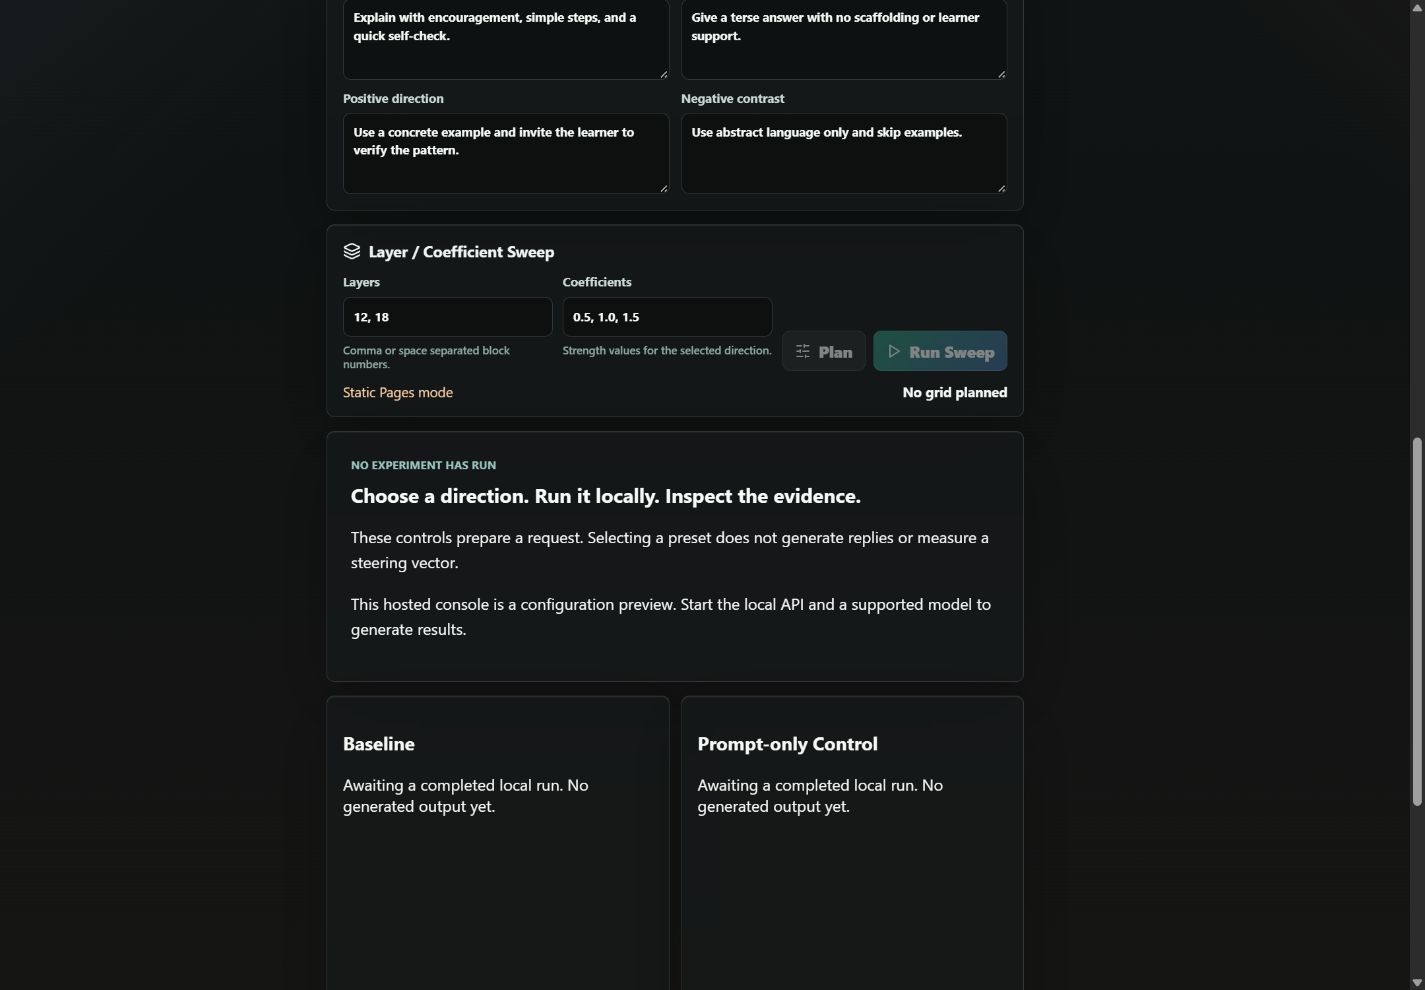 Explain with encouragement, simple steps, and a
quick self-check.
Give a terse answer with no scaffolding or learner
support.
Positive direction
Negative contrast
Use a concrete example and invite the learner to
verify the pattern.
Use abstract language only and skip examples.
Layer / Coefficient Sweep
Layers
Coefficients
12, 18
0.5, 1.0, 1.5
Comma or space separated block
numbers.
Strength values for the selected direction.
Plan
Run Sweep
Static Pages mode
No grid planned
NO EXPERIMENT HAS RUN
Choose a direction. Run it locally. Inspect the evidence.
These controls prepare a request. Selecting a preset does not generate replies or measure a
steering vector.
This hosted console is a configuration preview. Start the local API and a supported model to
generate results.
Baseline
Awaiting a completed local run. No
generated output yet.
Prompt-only Control
Awaiting a completed local run. No
generated output yet.